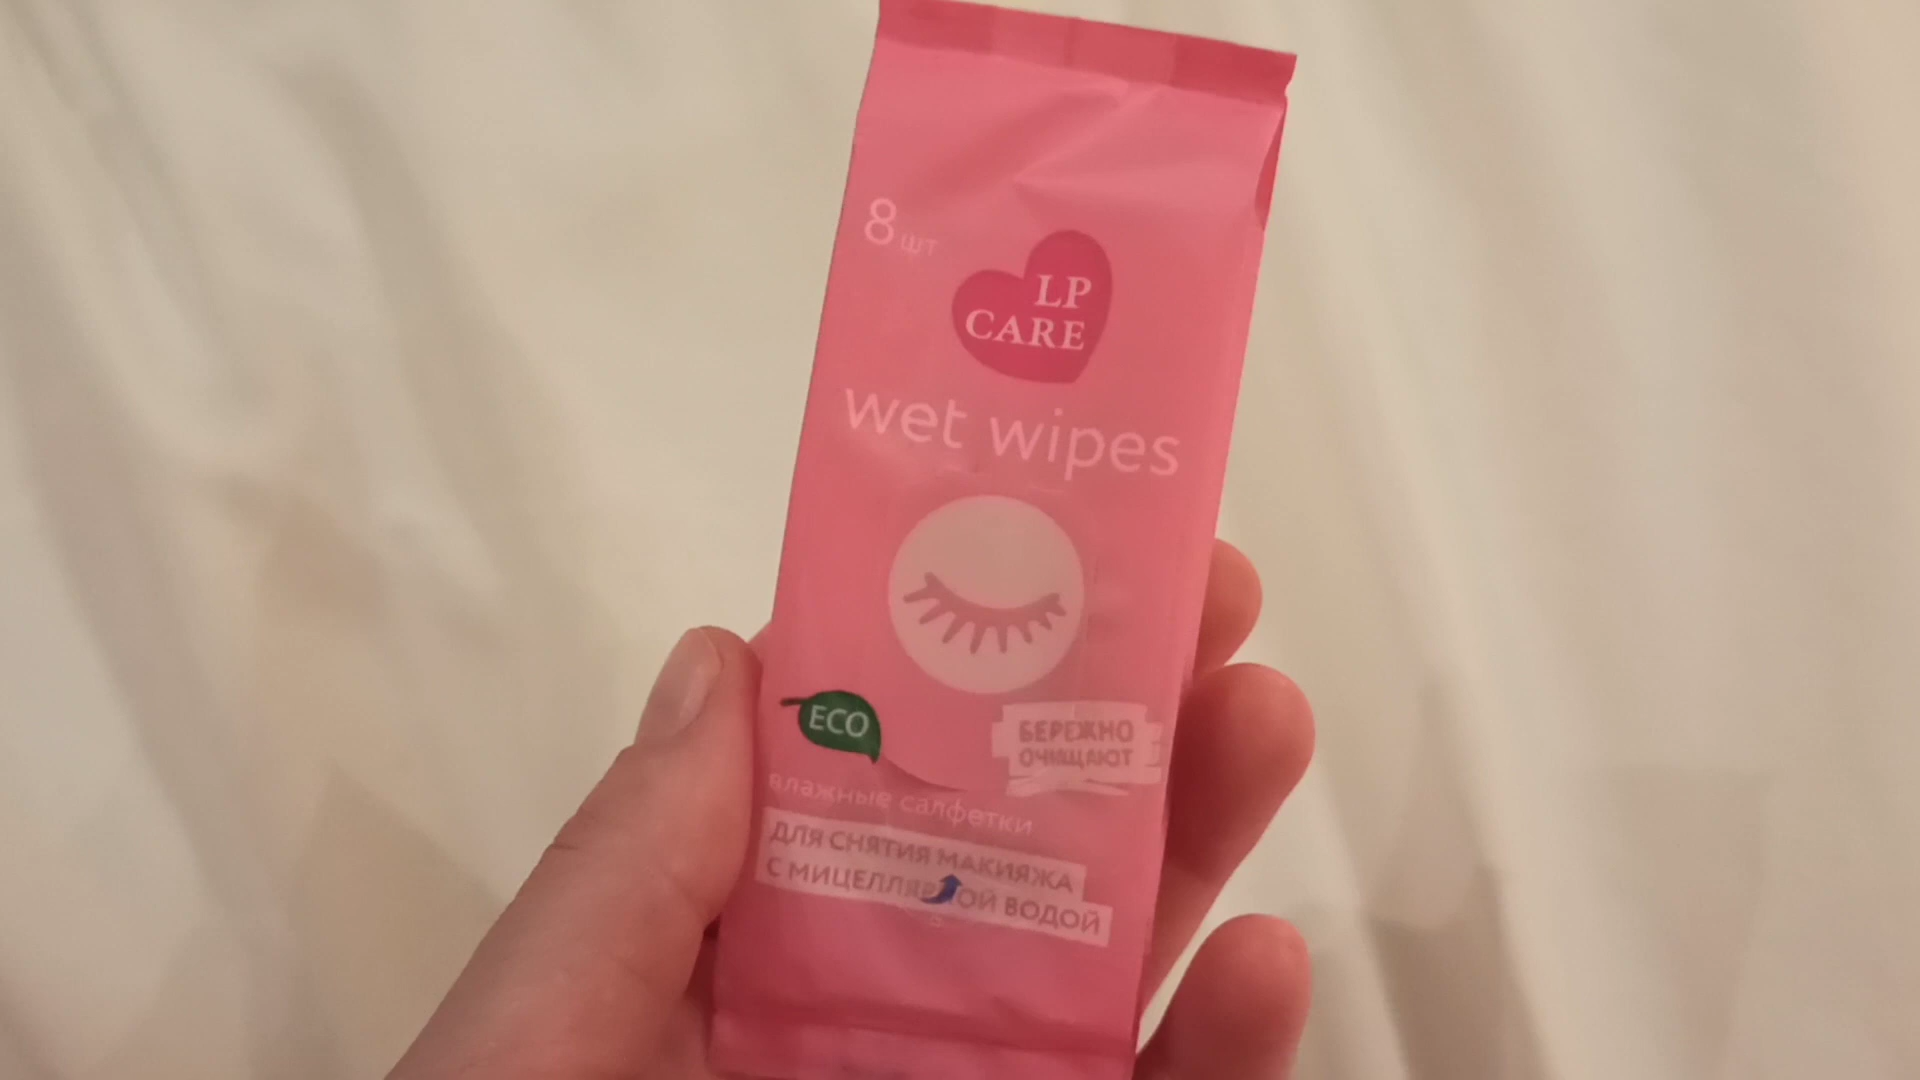 8 шт
LP
CARE
wet wipes
ECO
БЕРЕЖНО
ОЧИЩАЮТ
влажные салфетки
ДЛЯ СНЯТИЯ МАКИЯЖА
С МИЦЕЛЛЯРНОЙ ВОДОЙ